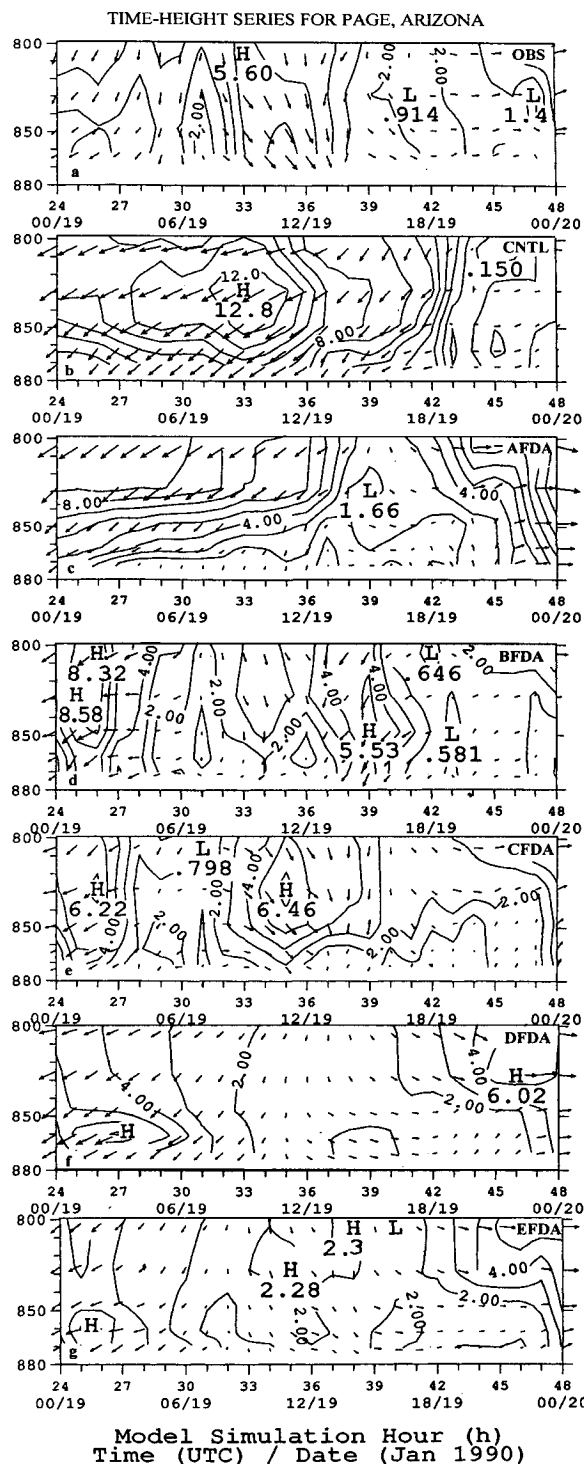 TIME-HEIGHT SERIES FOR PAGE, ARIZONA
800
850
880
H
5.60
2.00
2.00
2.00
L
.914
L
1.4
OBS
a
24 27 30 33 36 39 42 45 48
00/19 06/19 12/19 18/19 00/20
800
850
880
12.0
H
12.8
8.00
.150
CNTL
b
24 27 30 33 36 39 42 45 48
00/19 06/19 12/19 18/19 00/20
800
850
880
8.00
4.00
L
1.66
4.00
AFDA
c
24 27 30 33 36 39 42 45 48
00/19 06/19 12/19 18/19 00/20
800
850
880
H
8.32
H
8.58
4.00
2.00
2.00
2.00
4.00
4.00
H
5.53
L
.646
L
.581
2.00
BFDA
d
24 27 30 33 36 39 42 45 48
00/19 06/19 12/19 18/19 00/20
800
850
880
H
6.22
4.00
L
.798
2.00
2.00
4.00
H
6.46
2.00
2.00
CFDA
e
24 27 30 33 36 39 42 45 48
00/19 06/19 12/19 18/19 00/20
800
850
880
4.00
H
2.00
2.00
4.00
H
6.02
DFDA
f
24 27 30 33 36 39 42 45 48
00/19 06/19 12/19 18/19 00/20
800
850
880
H
H
2.3
L
H
2.28
2.00
2.00
2.00
4.00
2.00
EFDA
g
24 27 30 33 36 39 42 45 48
00/19 06/19 12/19 18/19 00/20
Model Simulation Hour (h)
Time (UTC) / Date (Jan 1990)